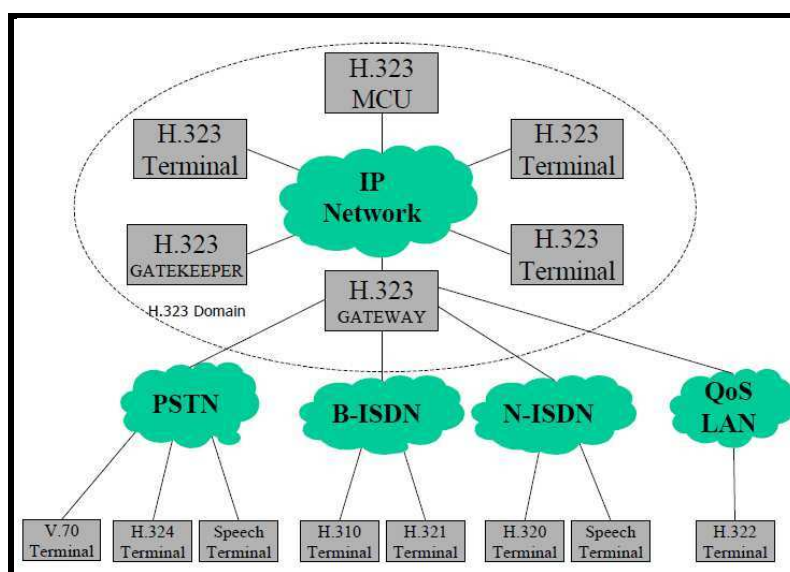 H.323
MCU
H.323
Terminal
H.323
Terminal
IP
Network
H.323
GATEKEEPER
H.323
Terminal
H.323 Domain
H.323
GATEWAY
PSTN
B-ISDN
N-ISDN
QoS
LAN
V.70
Terminal
H.324
Terminal
Speech
Terminal
H.310
Terminal
H.321
Terminal
H.320
Terminal
Speech
Terminal
H.322
Terminal